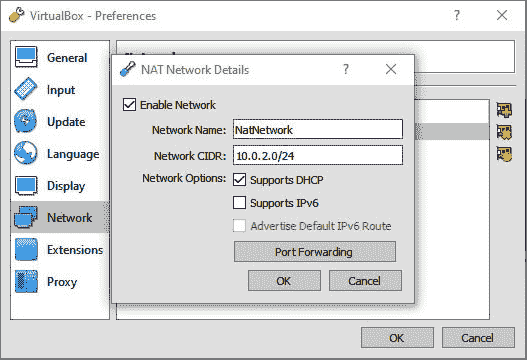 VirtualBox - Preferences
General
Input
Update
Language
Display
Network
Extensions
Proxy
NAT Network Details
Enable Network
Network Name: NatNetwork
Network CIDR: 10.0.2.0/24
Network Options: Supports DHCP
Supports IPv6
Advertise Default IPv6 Route
Port Forwarding
OK Cancel
OK Cancel